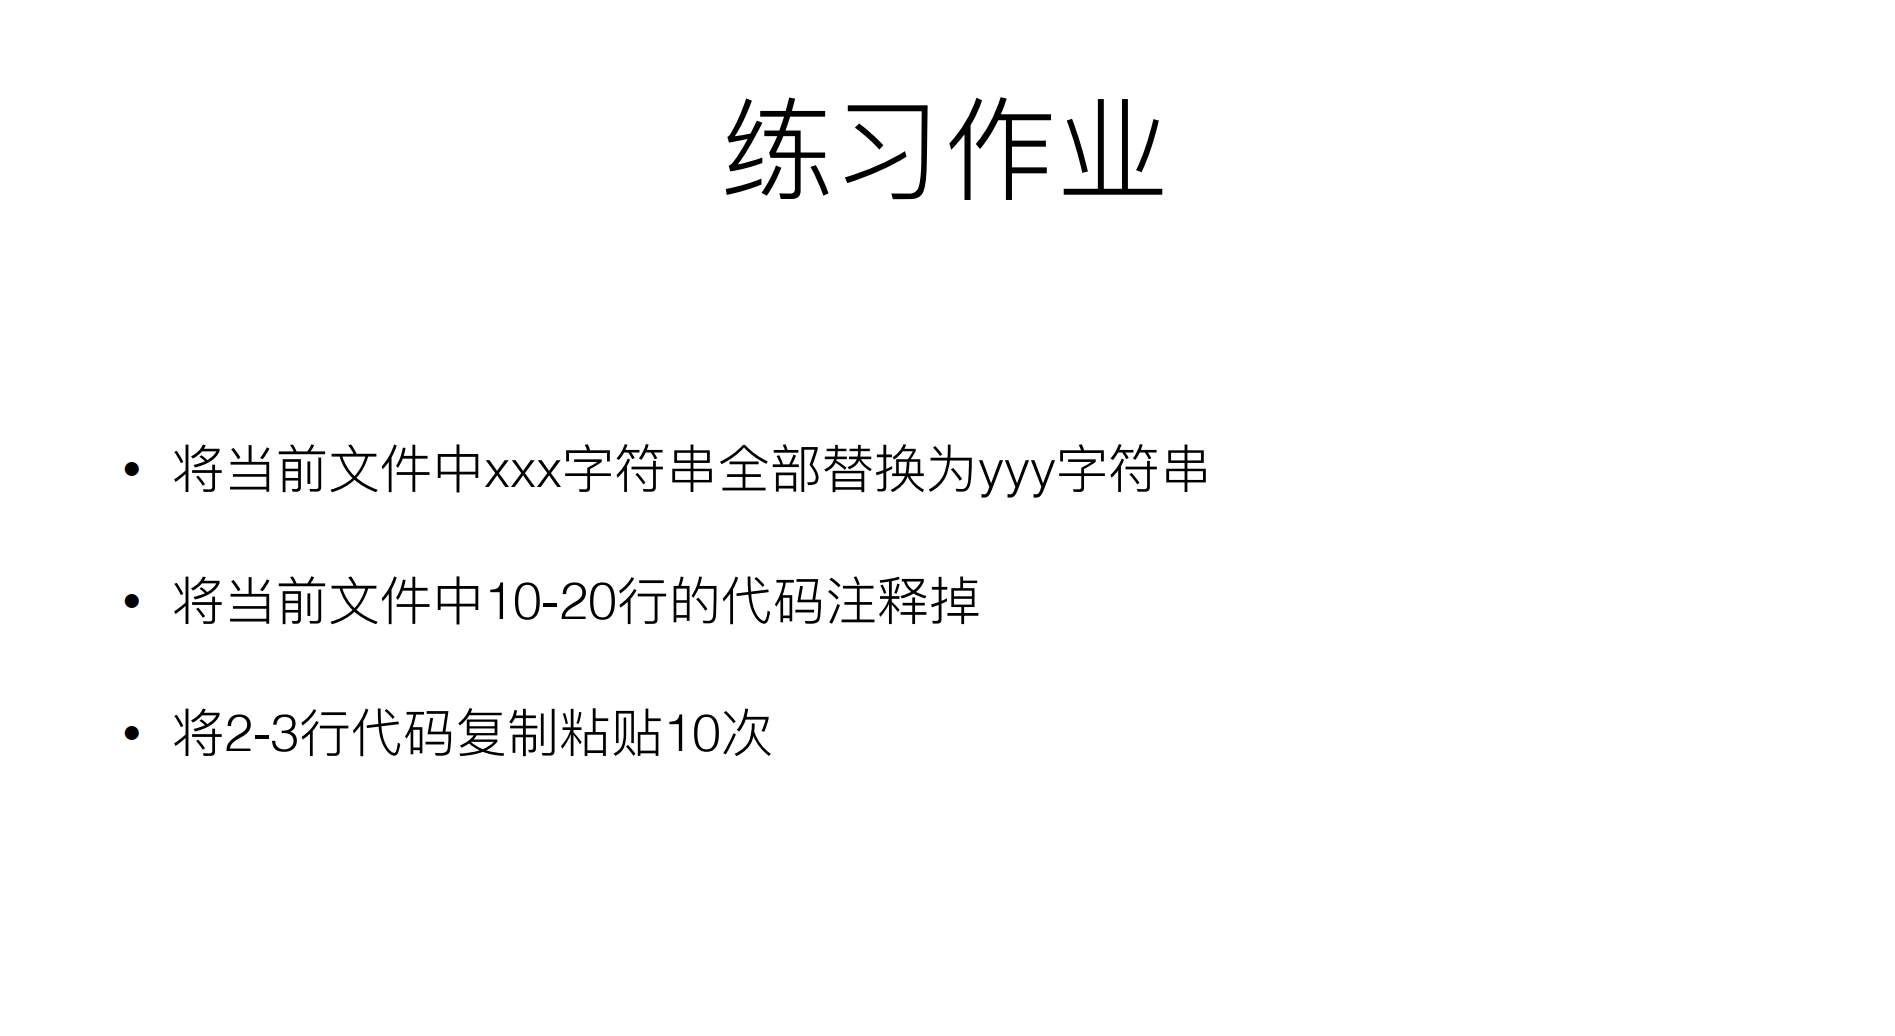 练习作业
• 将当前文件中xxx字符串全部替换为yyy字符串
• 将当前文件中10-20行的代码注释掉
• 将2-3行代码复制粘贴10次